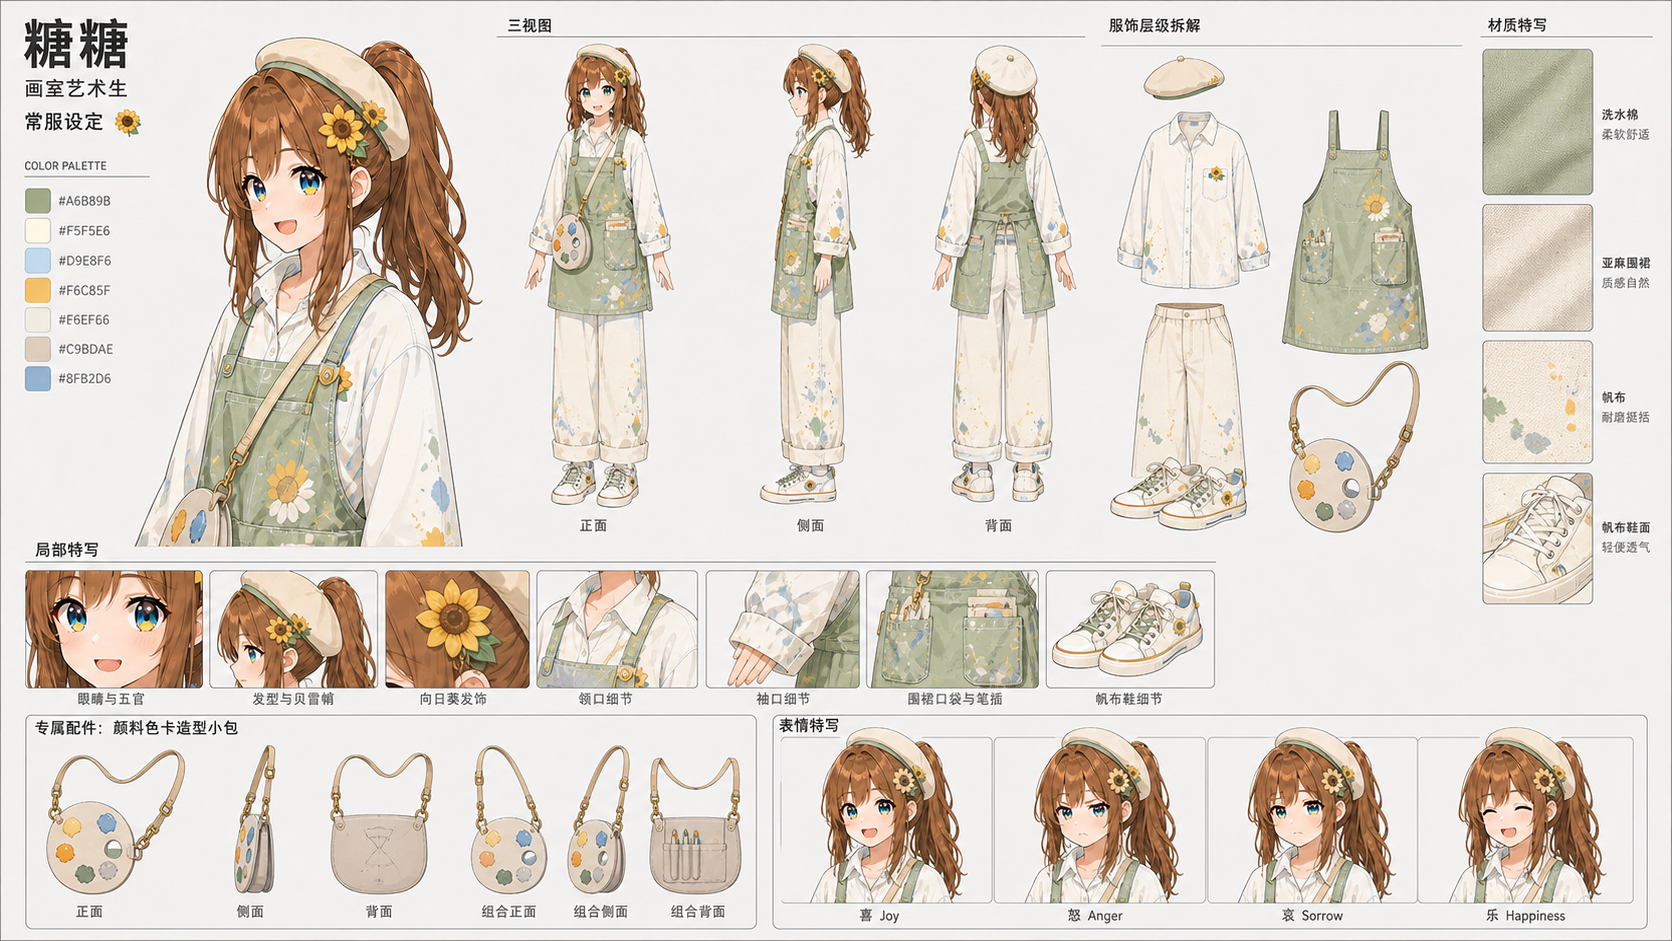 糖糖
画室艺术生
常服设定
COLOR PALETTE
#A6B89B
#F5F5E6
#D9E8F6
#F6C85F
#E6EF66
#C9BDAE
#8FB2D6
三视图
正面
侧面
背面
服饰层级拆解
材质特写
洗水棉
柔软舒适
亚麻围裙
质感自然
帆布
耐磨挺括
帆布鞋面
轻便透气
局部特写
眼睛与五官
发型与贝雷帽
向日葵发饰
领口细节
袖口细节
围裙口袋与笔插
帆布鞋细节
专属配件：颜料色卡造型小包
正面
侧面
背面
组合正面
组合侧面
组合背面
表情特写
喜 Joy
怒 Anger
哀 Sorrow
乐 Happiness